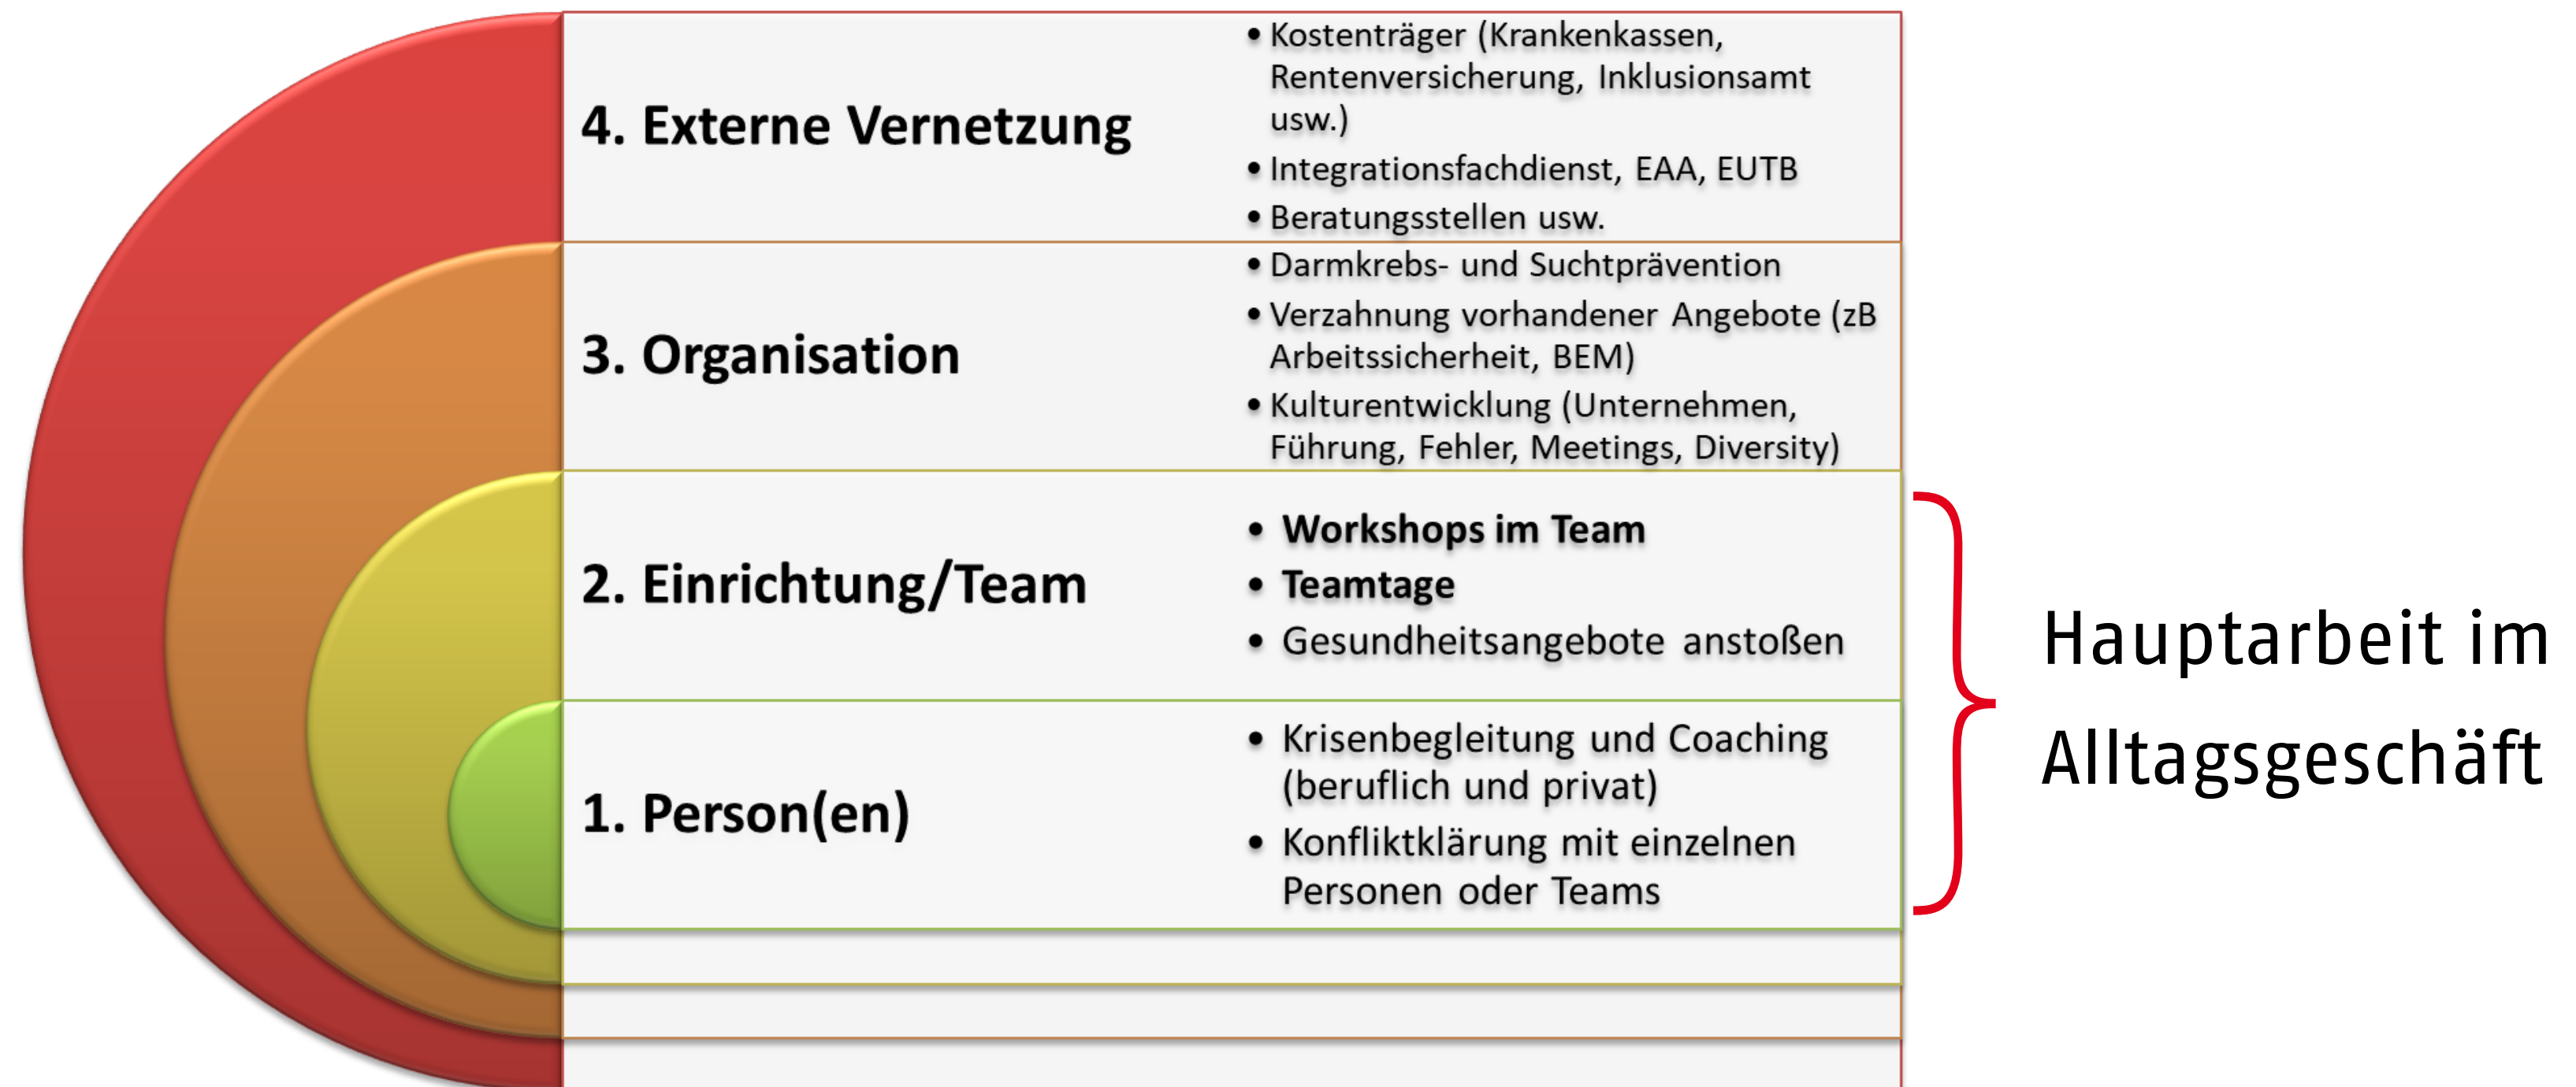 4. Externe Vernetzung
• Kostenträger (Krankenkassen,
Rentenversicherung, Inklusionsamt
usw.)
• Integrationsfachdienst, EAA, EUTB
• Beratungsstellen usw.
3. Organisation
• Darmkrebs- und Suchtprävention
• Verzahnung vorhandener Angebote (zB
Arbeitssicherheit, BEM)
• Kulturentwicklung (Unternehmen,
Führung, Fehler, Meetings, Diversity)
2. Einrichtung/Team
• Workshops im Team
• Teamtage
• Gesundheitsangebote anstoßen
1. Person(en)
• Krisenbegleitung und Coaching
(beruflich und privat)
• Konfliktklärung mit einzelnen
Personen oder Teams
Hauptarbeit im
Alltagsgeschäft